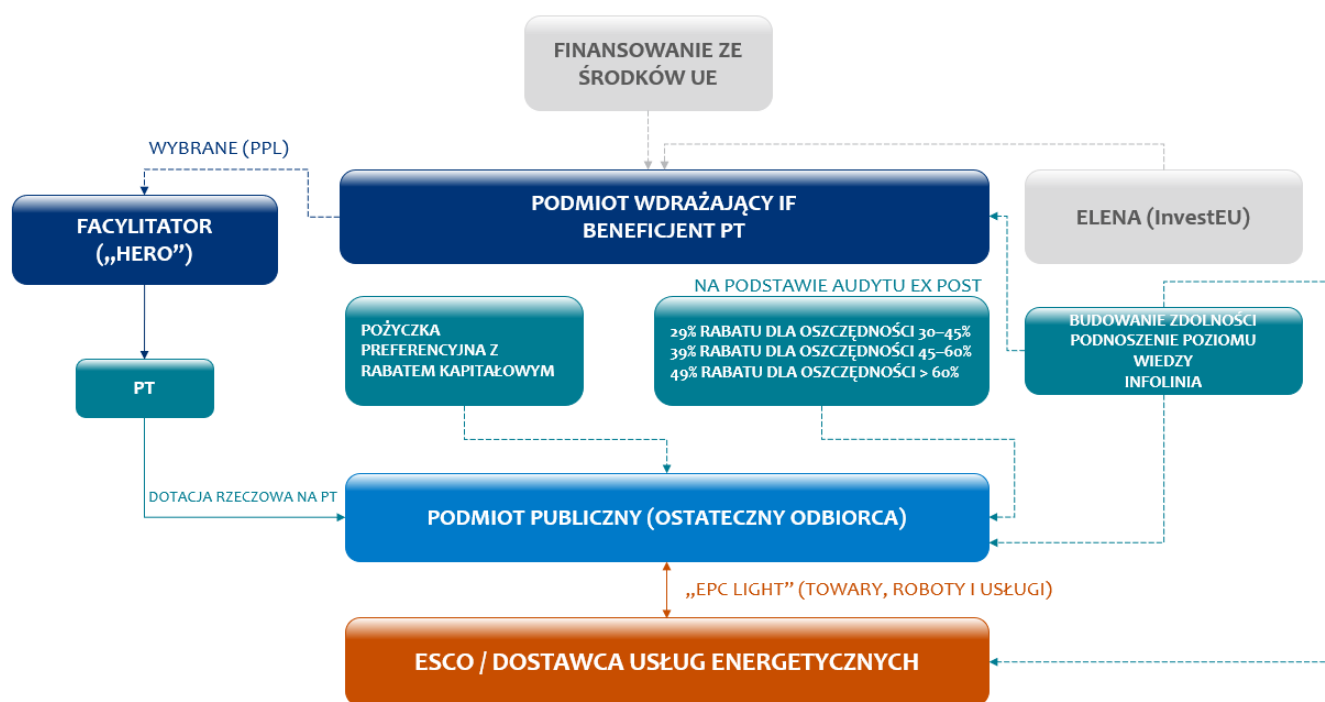 FINANSOWANIE ZE
ŚRODKÓW UE
WYBRANE (PPL)
PODMIOT WDRAŻAJĄCY IF
BENEFICJENT PT
FACYLITATOR
(„HERO”)
ELENA (InvestEU)
NA PODSTAWIE AUDYTU EX POST
POŻYCZKA
PREFERENCYJNA Z
RABATEM KAPITAŁOWYM
29% RABATU DLA OSZCZĘDNOŚCI 30–45%
39% RABATU DLA OSZCZĘDNOŚCI 45–60%
49% RABATU DLA OSZCZĘDNOŚCI > 60%
BUDOWANIE ZDOLNOŚCI
PODNOSZENIE POZIOMU
WIEDZY
INFOLINIA
PT
DOTACJA RZECZOWA NA PT
PODMIOT PUBLICZNY (OSTATECZNY ODBIORCA)
„EPC LIGHT” (TOWARY, ROBOTY I USŁUGI)
ESCO / DOSTAWCA USŁUG ENERGETYCZNYCH